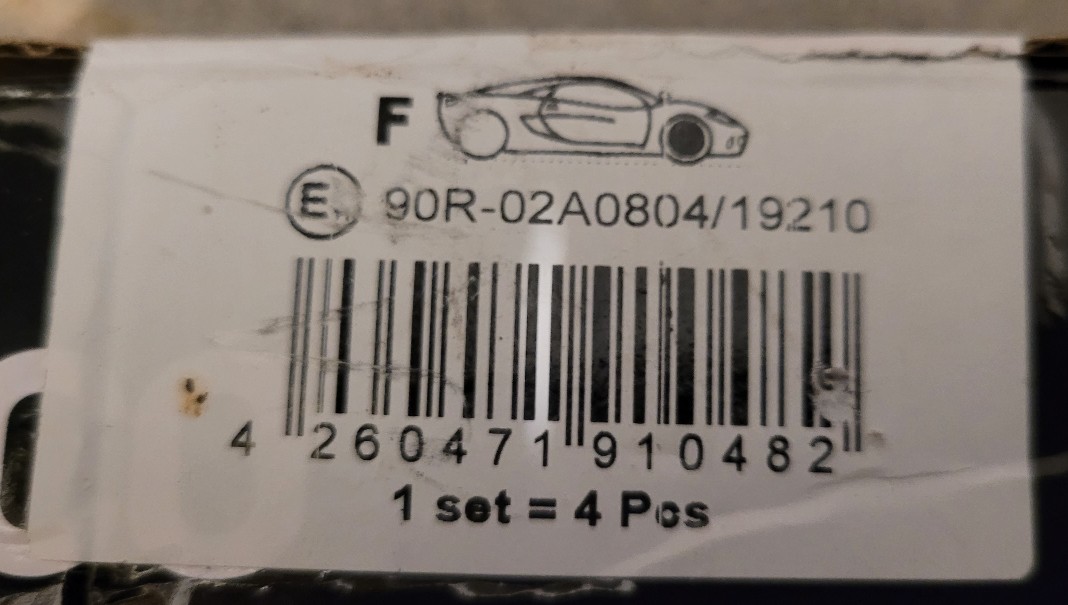 F
E 90R-02A0804/19210
4 260471 910482
1 set = 4 Pcs